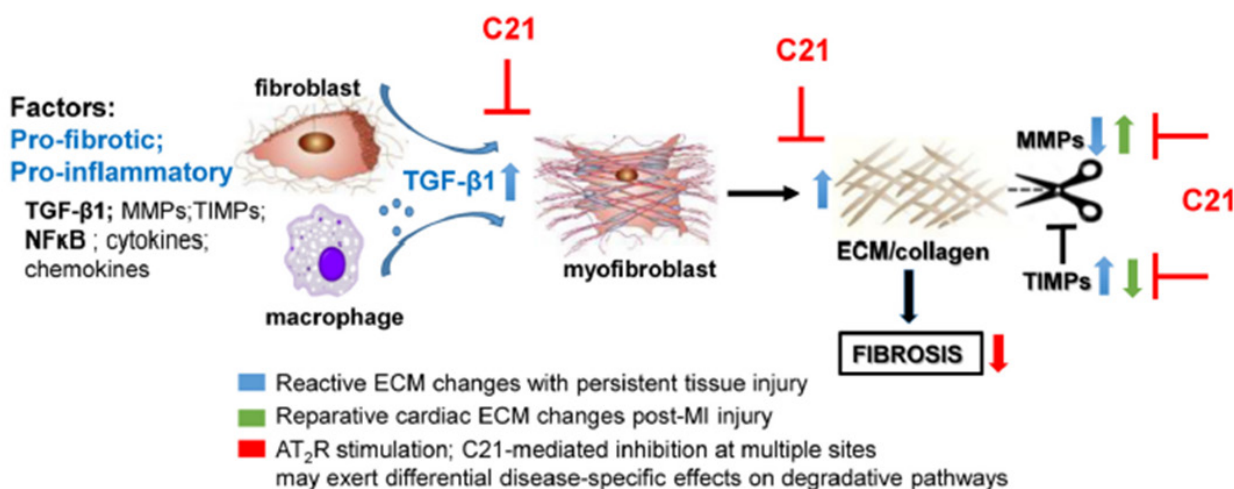 C21
C21
fibroblast
Factors:
Pro-fibrotic;
Pro-inflammatory
TGF-β1; MMPs;TIMPs;
NFκB ; cytokines;
chemokines
TGF-β1
macrophage
myofibroblast
ECM/collagen
MMPs
C21
TIMPs
FIBROSIS
Reactive ECM changes with persistent tissue injury
Reparative cardiac ECM changes post-MI injury
AT₂R stimulation; C21-mediated inhibition at multiple sites
may exert differential disease-specific effects on degradative pathways